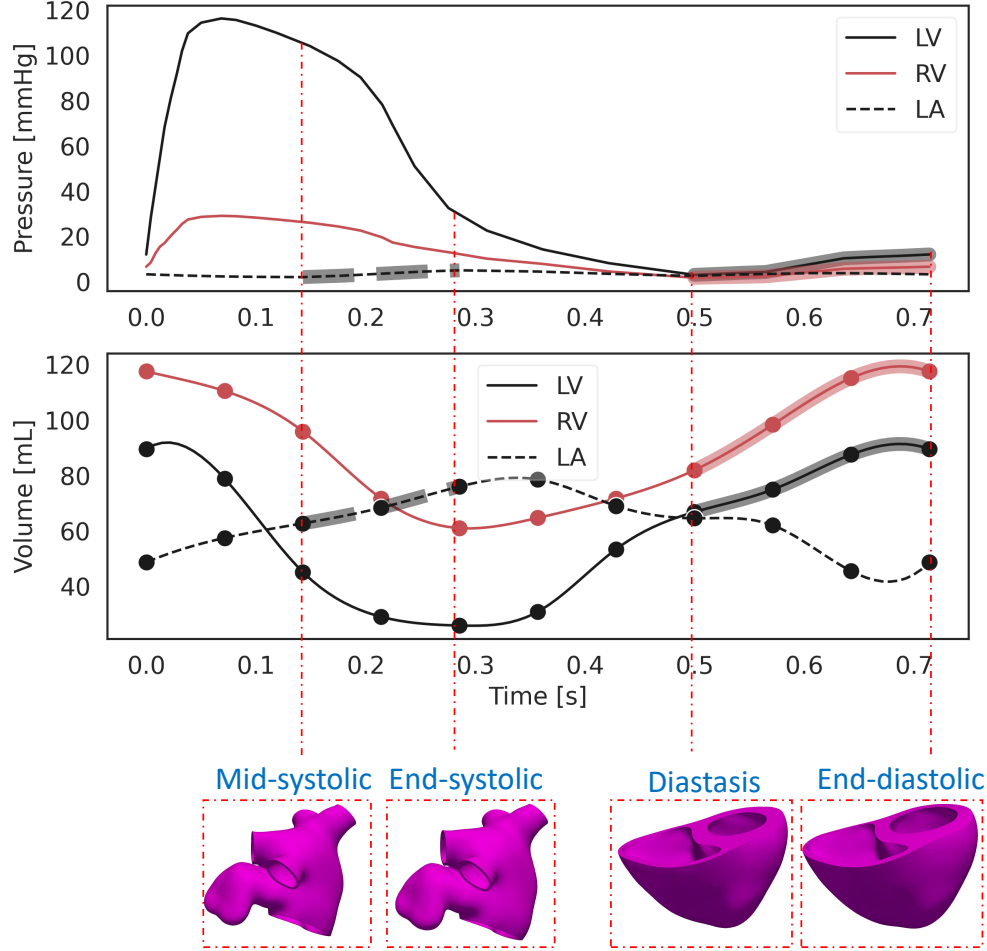 120
100
80
60
40
20
0
Pressure [mmHg]
LV
RV
LA
0.0 0.1 0.2 0.3 0.4 0.5 0.6 0.7
120
100
80
60
40
Volume [mL]
LV
RV
LA
0.0 0.1 0.2 0.3 0.4 0.5 0.6 0.7
Time [s]
Mid-systolic End-systolic Diastasis End-diastolic